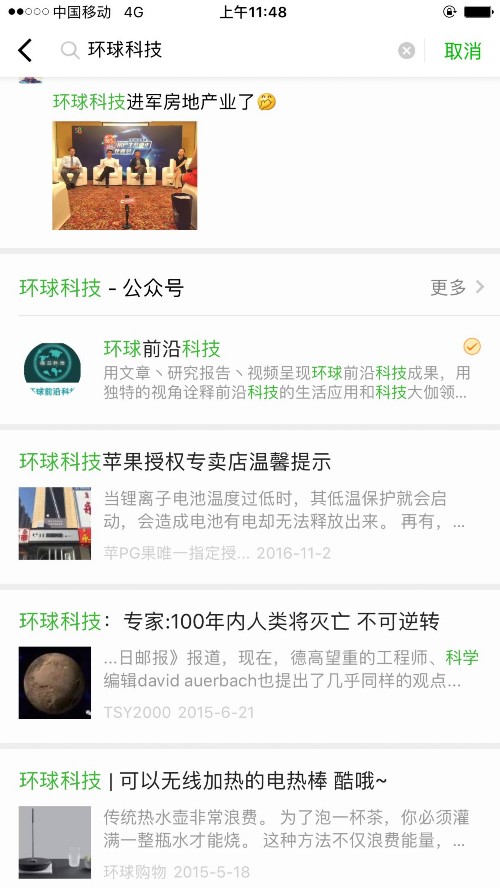 中国移动 4G 上午11:48
环球科技 取消
环球科技进军房地产业了
环球科技 - 公众号 更多
环球前沿科技
用文章丶研究报告丶视频呈现环球前沿科技成果，用
独特的视角诠释前沿科技的生活应用和科技大伽领...
环球科技苹果授权专卖店温馨提示
当锂离子电池温度过低时，其低温保护就会启
动，会造成电池有电却无法释放出来。 再有，...
苹PG果唯一指定授... 2016-11-2
环球科技：专家:100年内人类将灭亡 不可逆转
...日邮报》报道，现在，德高望重的工程师、科学
编辑david auerbach也提出了几乎同样的观点...
TSY2000 2015-6-21
环球科技 | 可以无线加热的电热棒 酷哦~
传统热水壶非常浪费。 为了泡一杯茶，你必须灌
满一整瓶水才能烧。 这种方法不仅浪费能量，...
环球购物 2015-5-18